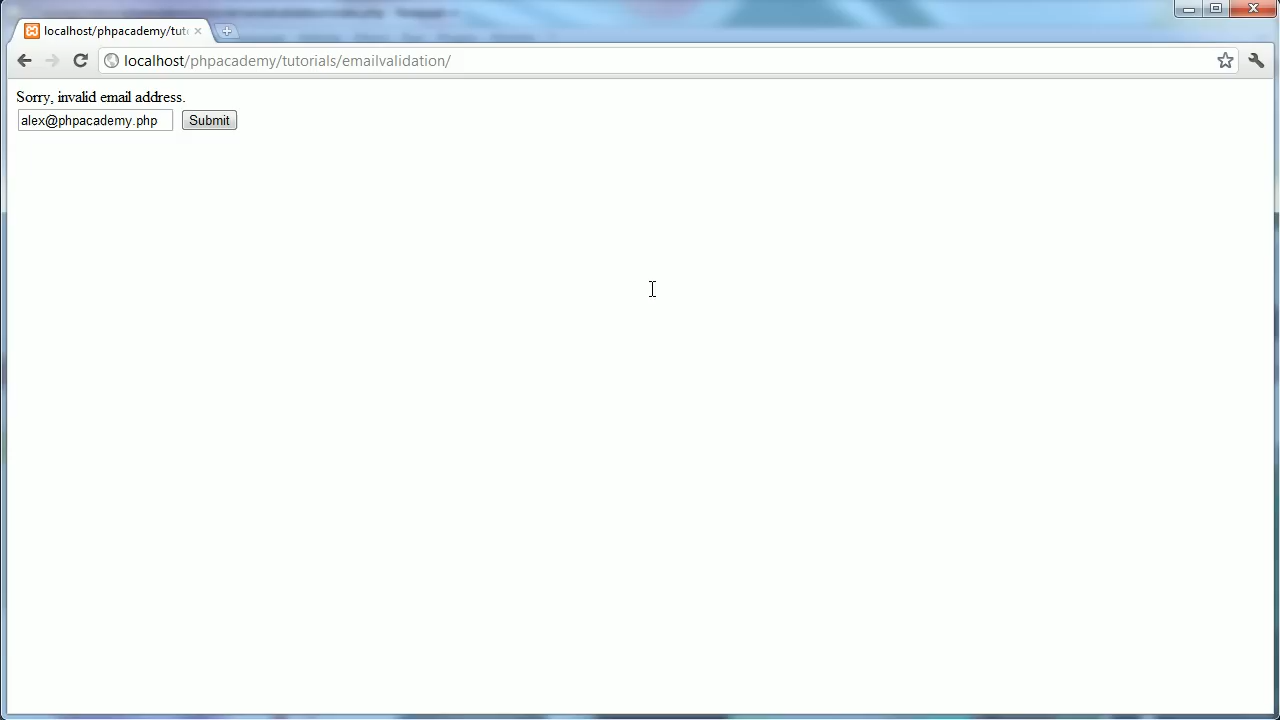 localhost/phpacademy/tut
localhost/phpacademy/tutorials/emailvalidation/
Sorry, invalid email address.
alex@phpacademy.php
Submit